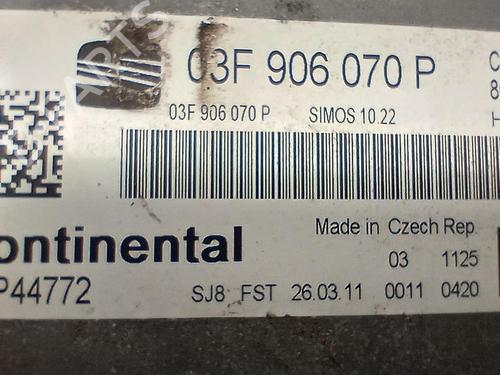 03F 906 070 P
03F 906 070 P SIMOS 10.22
ontinental
Made in Czech Rep.
03 1125
P44772
SJ8 FST 26.03.11 0011 0420